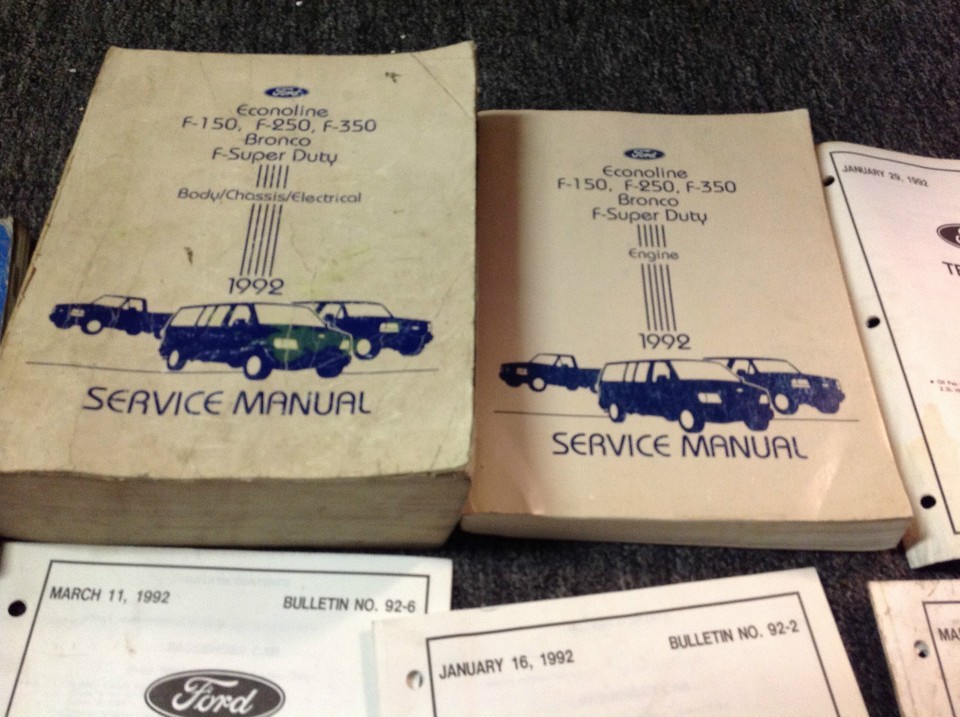 Ford
Econoline
F-150, F-250, F-350
Bronco
F-Super Duty
Body/Chassis/Electrical
1992
SERVICE MANUAL
Ford
Econoline
F-150, F-250, F-350
Bronco
F-Super Duty
Engine
1992
SERVICE MANUAL
JANUARY 29, 1992
MARCH 11, 1992
BULLETIN NO. 92-6
Ford
JANUARY 16, 1992
BULLETIN NO. 92-2